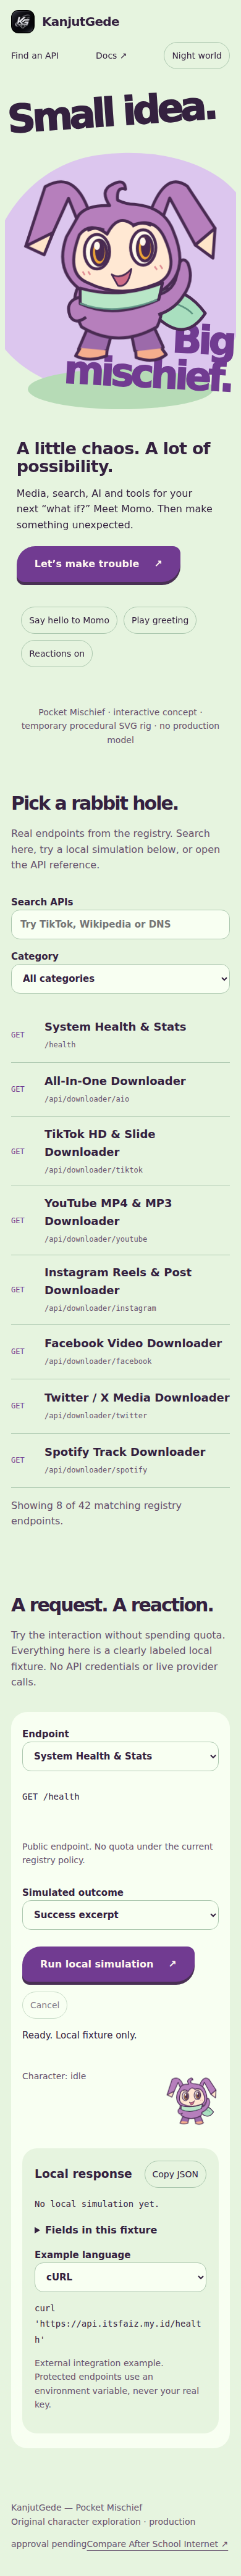 KanjutGede
Find an API
Docs ↗
Night world
Small idea.
Big
mischief.
A little chaos. A lot of
possibility.
Media, search, AI and tools for your
next “what if?” Meet Momo. Then make
something unexpected.
Let’s make trouble ↗
Say hello to Momo
Play greeting
Reactions on
Pocket Mischief · interactive concept ·
temporary procedural SVG rig · no production
model
Pick a rabbit hole.
Real endpoints from the registry. Search
here, try a local simulation below, or open
the API reference.
Search APIs
Try TikTok, Wikipedia or DNS
Category
All categories
GET
System Health & Stats
/health
GET
All-In-One Downloader
/api/downloader/aio
GET
TikTok HD & Slide
Downloader
/api/downloader/tiktok
GET
YouTube MP4 & MP3
Downloader
/api/downloader/youtube
GET
Instagram Reels & Post
Downloader
/api/downloader/instagram
GET
Facebook Video Downloader
/api/downloader/facebook
GET
Twitter / X Media Downloader
/api/downloader/twitter
GET
Spotify Track Downloader
/api/downloader/spotify
Showing 8 of 42 matching registry
endpoints.
A request. A reaction.
Try the interaction without spending quota.
Everything here is a clearly labeled local
fixture. No API credentials or live provider
calls.
Endpoint
System Health & Stats
GET /health
Public endpoint. No quota under the current
registry policy.
Simulated outcome
Success excerpt
Run local simulation ↗
Cancel
Ready. Local fixture only.
Character: idle
Local response
Copy JSON
No local simulation yet.
▶ Fields in this fixture
Example language
cURL
curl
'https://api.itsfaiz.my.id/healt
h'
External integration example.
Protected endpoints use an
environment variable, never your real
key.
KanjutGede — Pocket Mischief
Original character exploration · production
approval pending
Compare After School Internet ↗